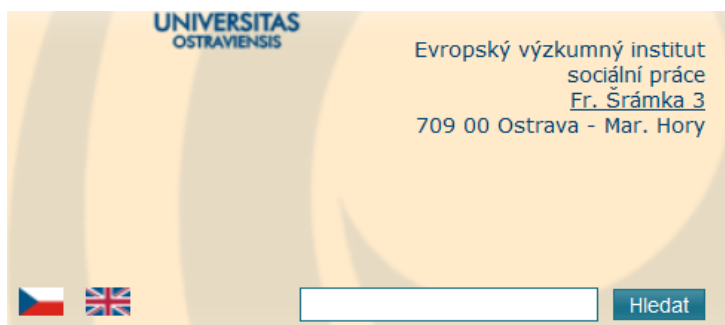 UNIVERSITAS
OSTRAVIENSIS
Evropský výzkumný institut
sociální práce
Fr. Šrámka 3
709 00 Ostrava - Mar. Hory
Hledat